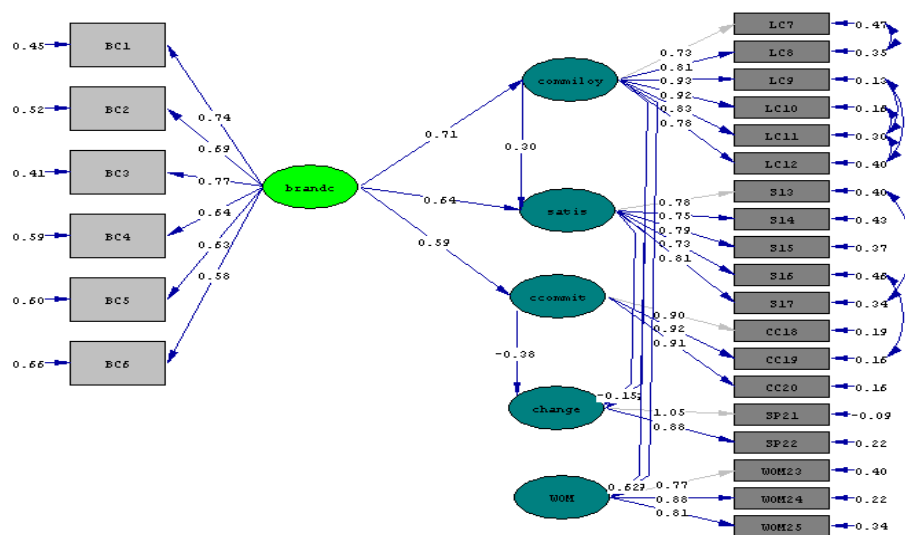 LC7
0.47
0.45
BC1
0.73
LC8
0.35
commiloy
0.81
0.93
LC9
0.13
0.92
LC10
0.52
BC2
0.83
LC11
0.30
0.74
0.71
0.78
0.69
0.30
LC12
0.40
0.41
BC3
0.77
brandc
S13
0.40
0.64
0.78
0.64
satis
0.75
S14
0.43
0.59
BC4
0.63
0.59
0.79
S15
0.37
0.73
0.58
0.81
S16
0.60
BC5
ccommit
S17
0.34
0.90
CC18
0.19
0.92
-0.38
0.91
CC19
0.16
0.66
BC6
CC20
0.16
-0.15
change
1.05
SP21
-0.09
0.88
SP22
0.22
WOM23
0.40
0.77
WOM
0.88
WOM24
0.22
0.81
WOM25
0.34